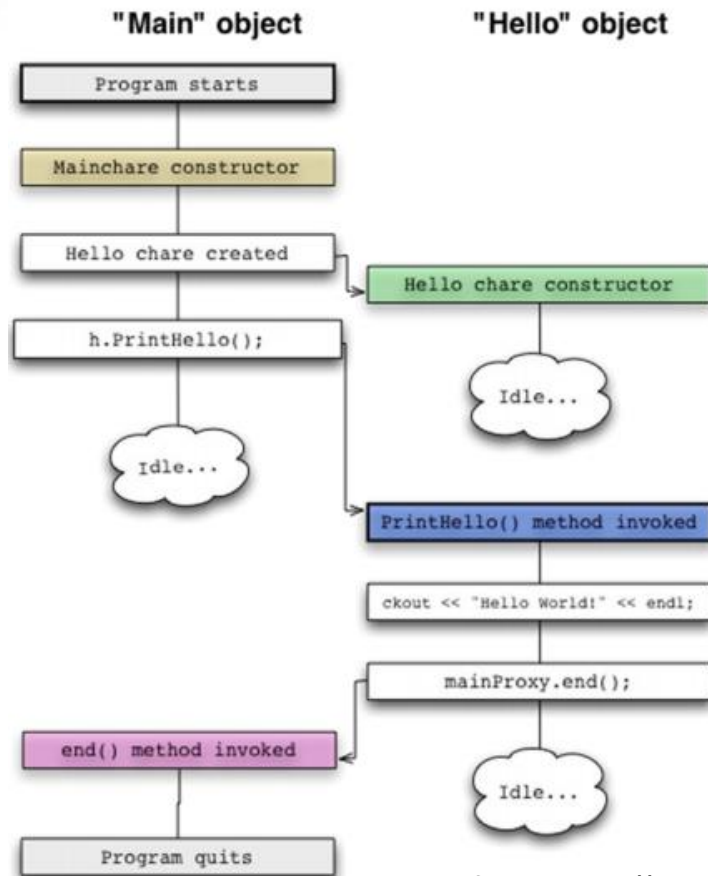 "Main" object
"Hello" object
Program starts
Mainchare constructor
Hello chare created
Hello chare constructor
h.PrintHello();
Idle...
Idle...
PrintHello() method invoked
ckout << "Hello World!" << endl;
mainProxy.end();
end() method invoked
Idle...
Program quits